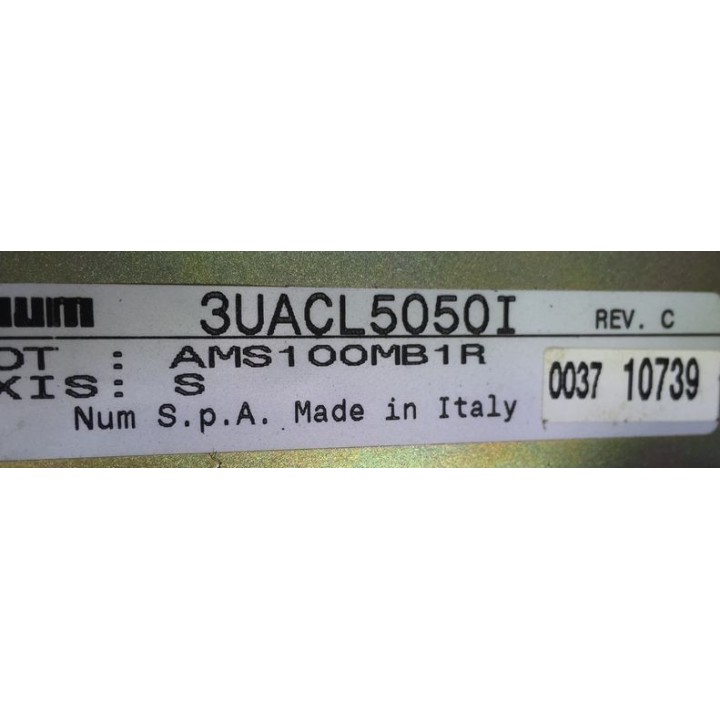 num 3UACL5050I REV. C
OT : AMS100MB1R
XIS: S
0037 10739
Num S.p.A. Made in Italy